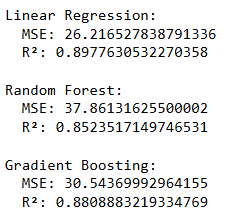 Linear Regression:
MSE: 26.216527838791336
R²: 0.8977630532270358
Random Forest:
MSE: 37.86131625500002
R²: 0.8523517149746531
Gradient Boosting:
MSE: 30.54369992964155
R²: 0.8808883219334769